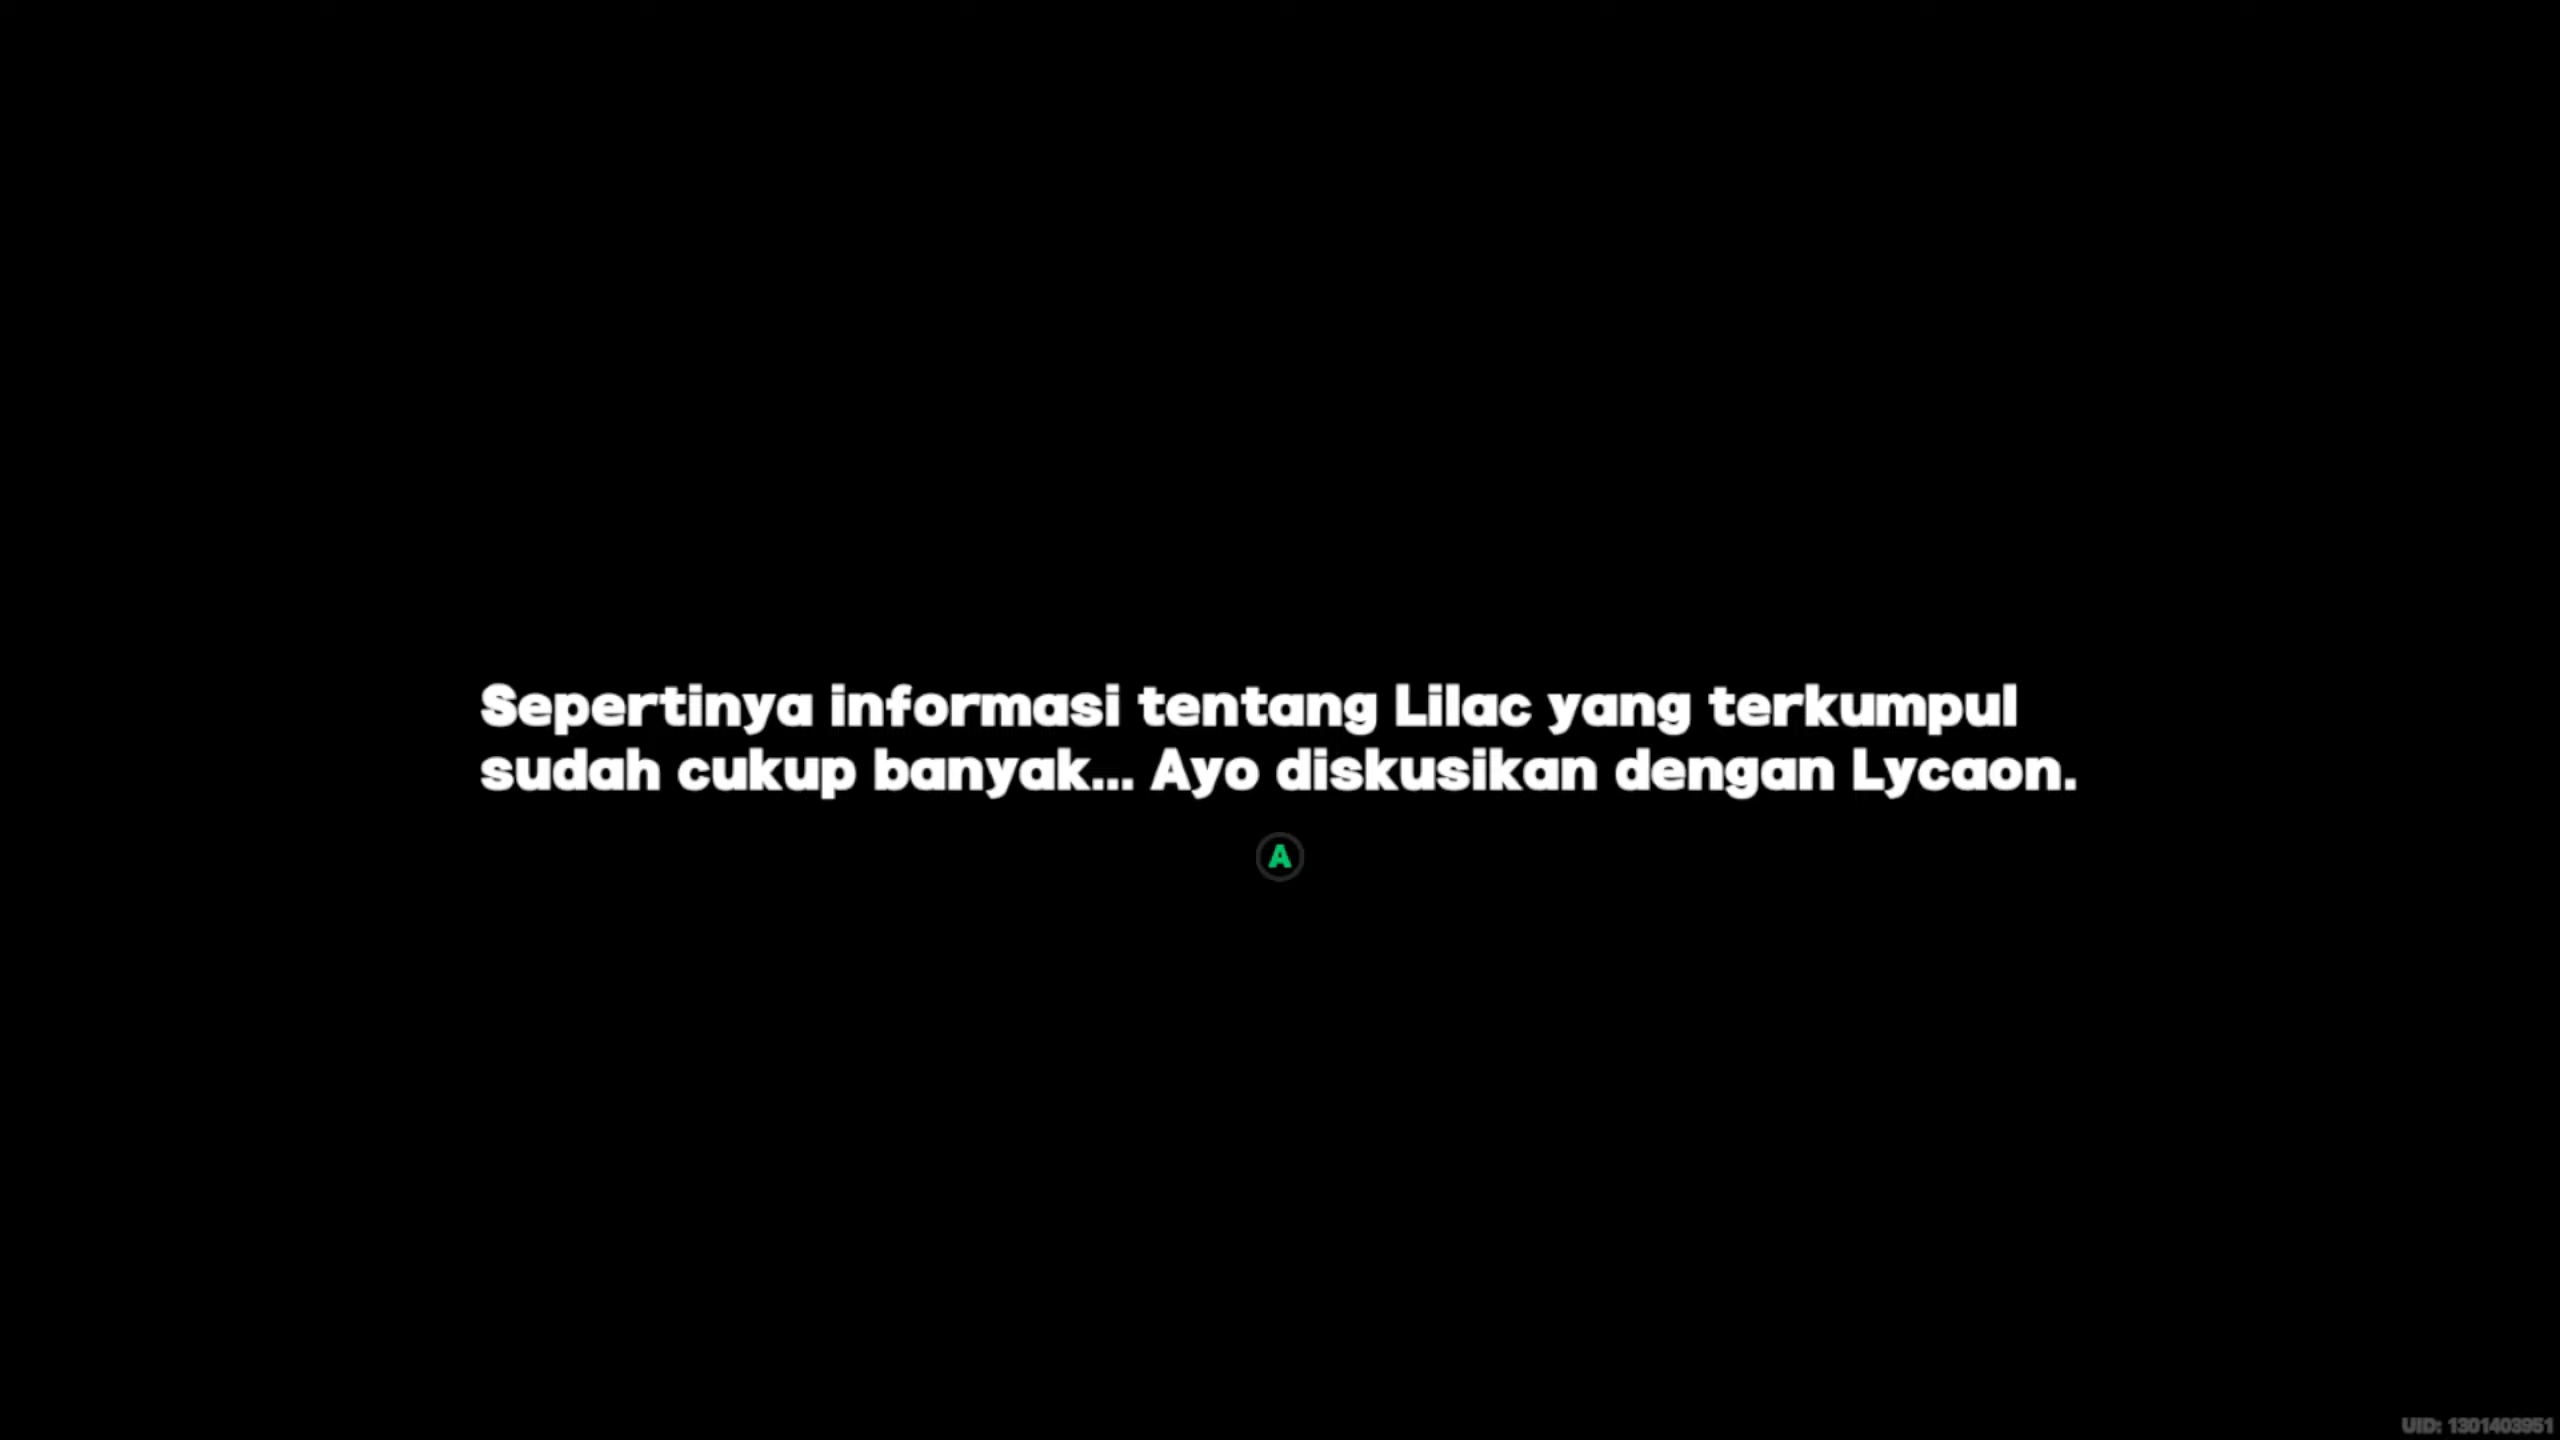 Sepertinya informasi tentang Lilac yang terkumpul
sudah cukup banyak... Ayo diskusikan dengan Lycaon.
A
UID: 1301403951